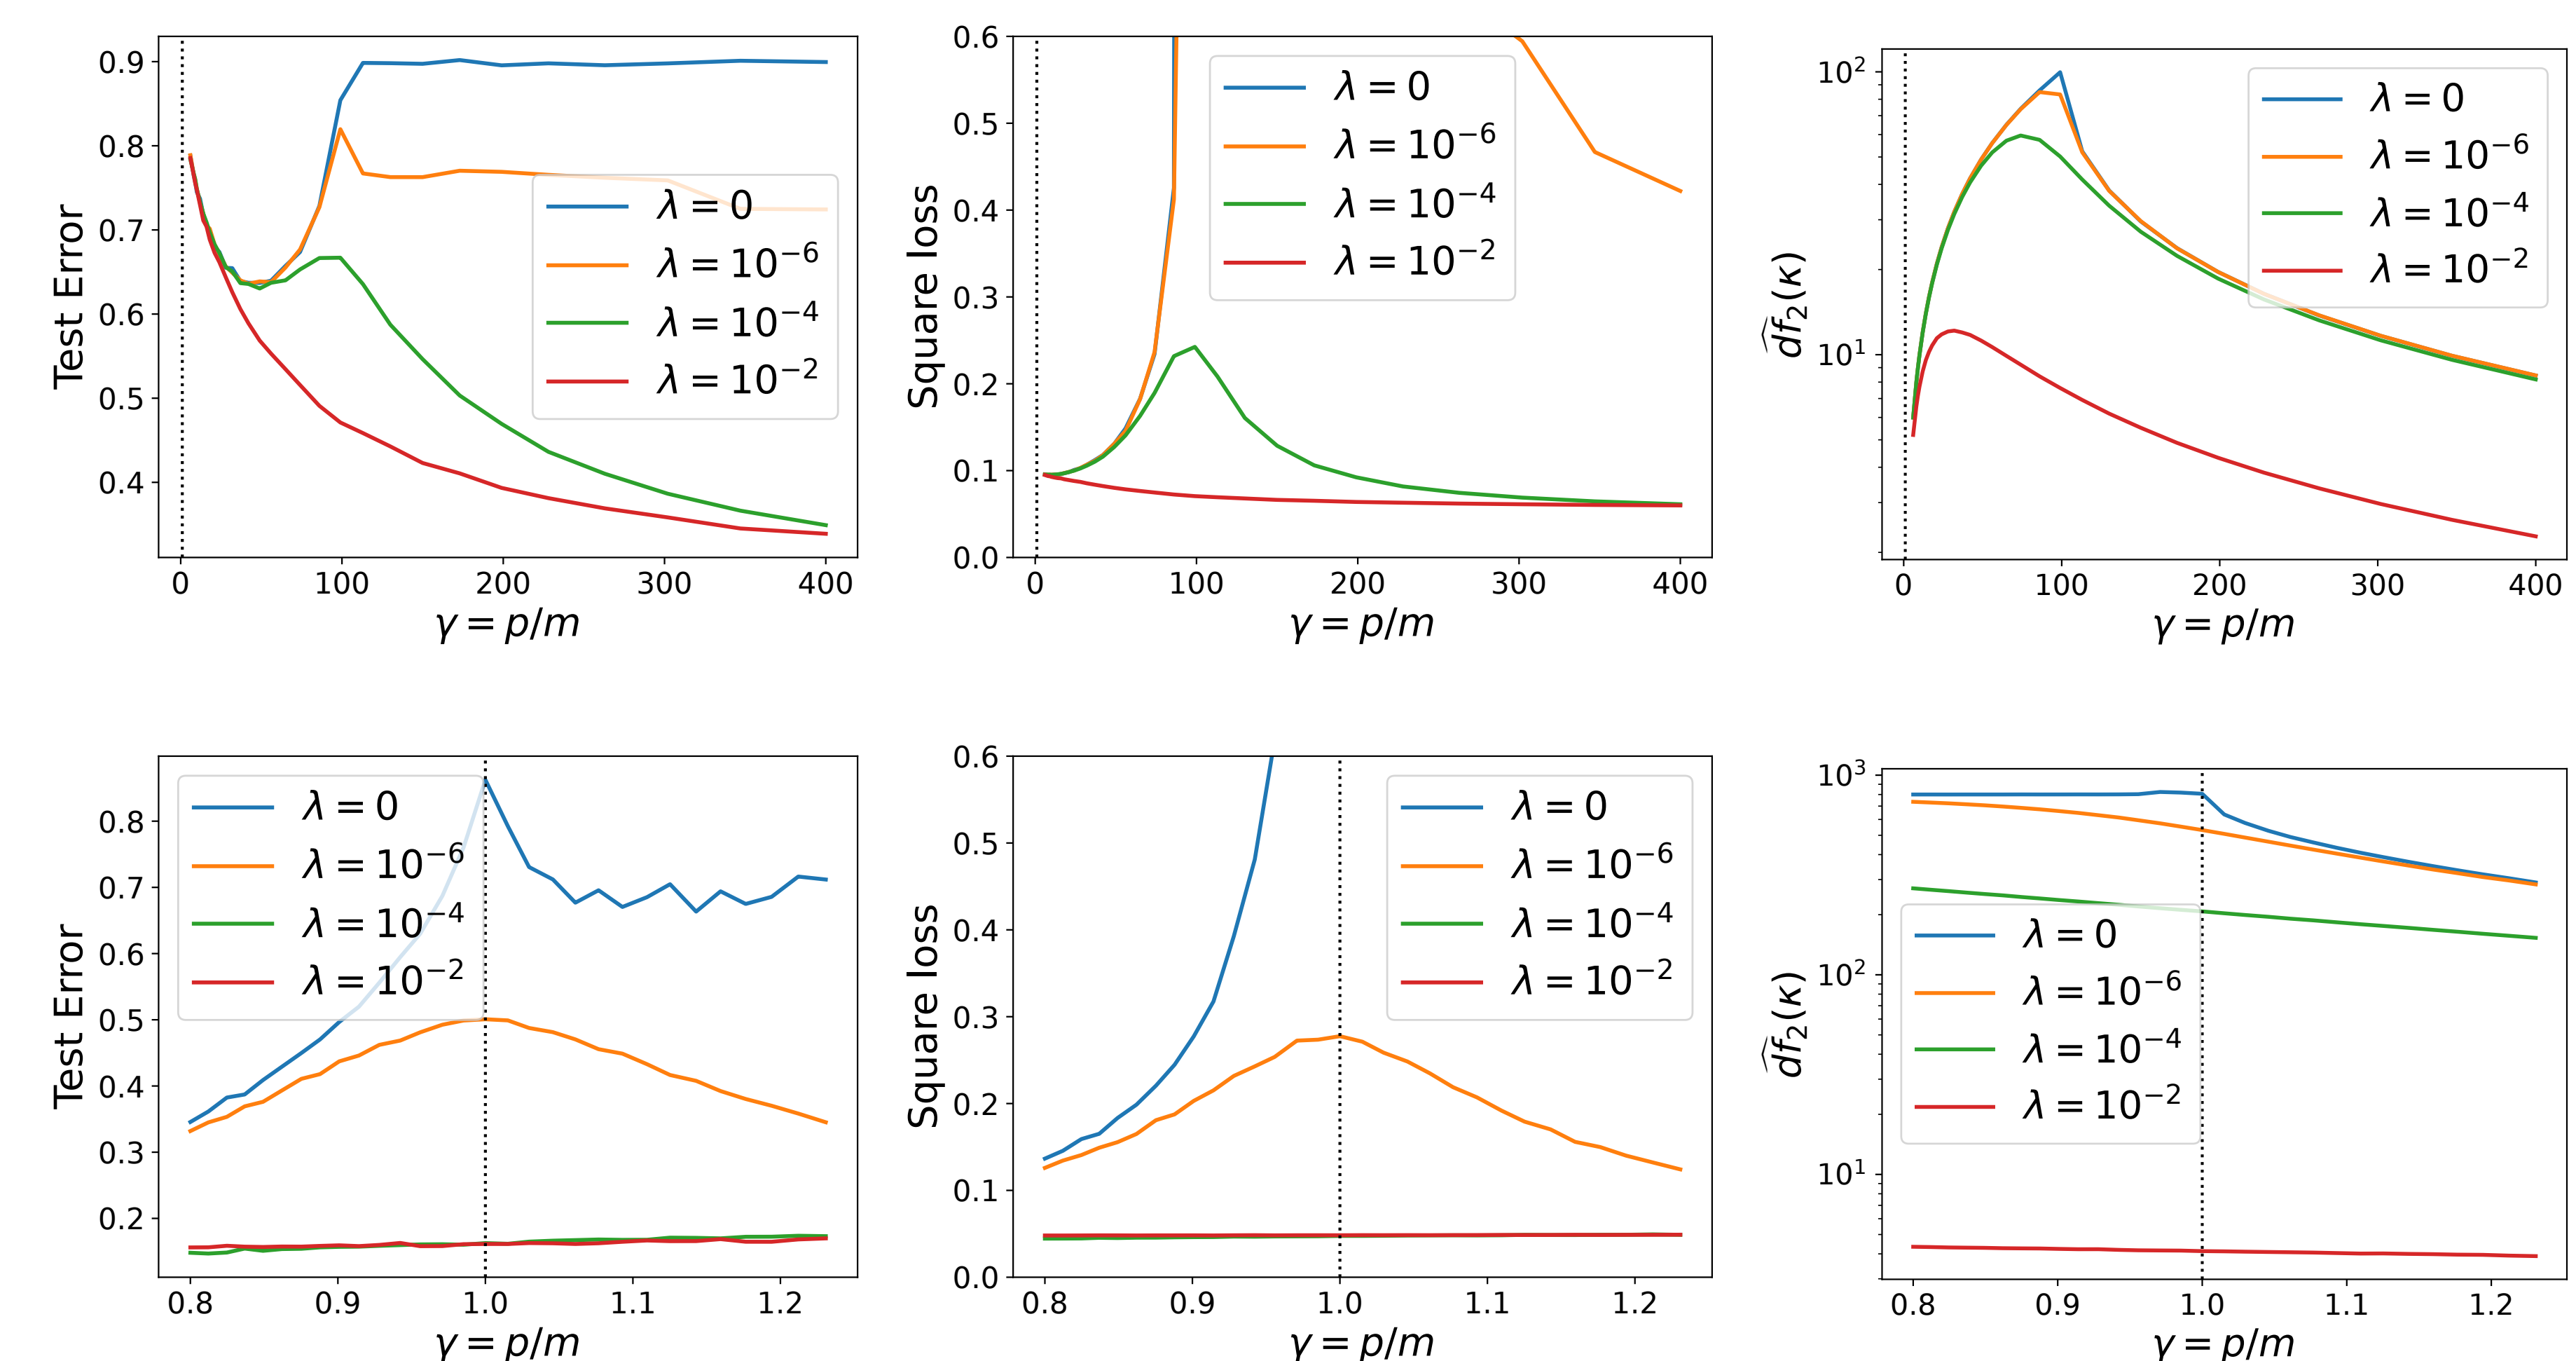 Test Error
0.9
0.8
0.7
0.6
0.5
0.4
λ = 0
λ = 10⁻⁶
λ = 10⁻⁴
λ = 10⁻²
0 100 200 300 400
γ = p/m
Square loss
0.6
0.5
0.4
0.3
0.2
0.1
0.0
λ = 0
λ = 10⁻⁶
λ = 10⁻⁴
λ = 10⁻²
0 100 200 300 400
γ = p/m
d̂f₂(κ)
10²
10¹
λ = 0
λ = 10⁻⁶
λ = 10⁻⁴
λ = 10⁻²
0 100 200 300 400
γ = p/m
Test Error
0.8
0.7
0.6
0.5
0.4
0.3
0.2
λ = 0
λ = 10⁻⁶
λ = 10⁻⁴
λ = 10⁻²
0.8 0.9 1.0 1.1 1.2
γ = p/m
Square loss
0.6
0.5
0.4
0.3
0.2
0.1
0.0
λ = 0
λ = 10⁻⁶
λ = 10⁻⁴
λ = 10⁻²
0.8 0.9 1.0 1.1 1.2
γ = p/m
d̂f₂(κ)
10³
10²
10¹
λ = 0
λ = 10⁻⁶
λ = 10⁻⁴
λ = 10⁻²
0.8 0.9 1.0 1.1 1.2
γ = p/m